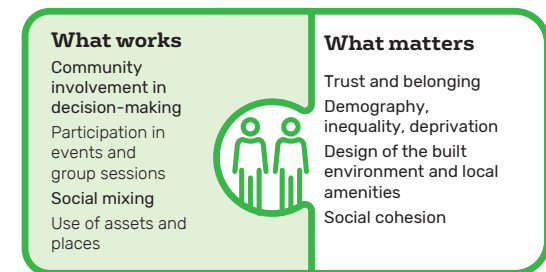 What works
Community
involvement in
decision-making
Participation in
events and
group sessions
Social mixing
Use of assets and
places
What matters
Trust and belonging
Demography,
inequality, deprivation
Design of the built
environment and local
amenities
Social cohesion